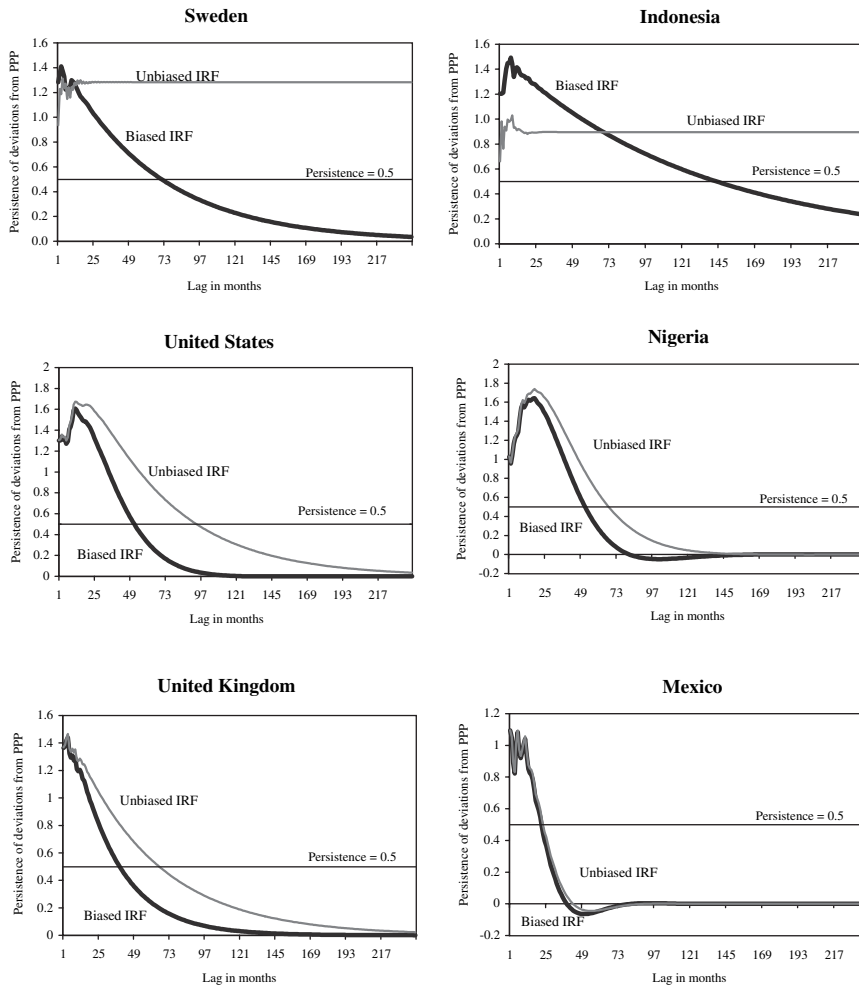 Sweden
Persistence of deviations from PPP
1.6
1.4
1.2
1.0
0.8
0.6
0.4
0.2
0.0
Unbiased IRF
Biased IRF
Persistence = 0.5
1 25 49 73 97 121 145 169 193 217
Lag in months
Indonesia
Persistence of deviations from PPP
1.6
1.4
1.2
1.0
0.8
0.6
0.4
0.2
0.0
Biased IRF
Unbiased IRF
Persistence = 0.5
1 25 49 73 97 121 145 169 193 217
Lag in months
United States
Persistence of deviations from PPP
2
1.8
1.6
1.4
1.2
1
0.8
0.6
0.4
0.2
0
Unbiased IRF
Persistence = 0.5
Biased IRF
1 25 49 73 97 121 145 169 193 217
Lag in months
Nigeria
Persistence of deviations from PPP
2
1.8
1.6
1.4
1.2
1
0.8
0.6
0.4
0.2
0
-0.2
Unbiased IRF
Persistence = 0.5
Biased IRF
1 25 49 73 97 121 145 169 193 217
Lag in months
United Kingdom
Persistence of deviations from PPP
1.6
1.4
1.2
1
0.8
0.6
0.4
0.2
0
Unbiased IRF
Persistence = 0.5
Biased IRF
1 25 49 73 97 121 145 169 193 217
Lag in months
Mexico
Persistence of deviations from PPP
1.2
1
0.8
0.6
0.4
0.2
0
-0.2
Persistence = 0.5
Unbiased IRF
Biased IRF
1 25 49 73 97 121 145 169 193 217
Lag in months